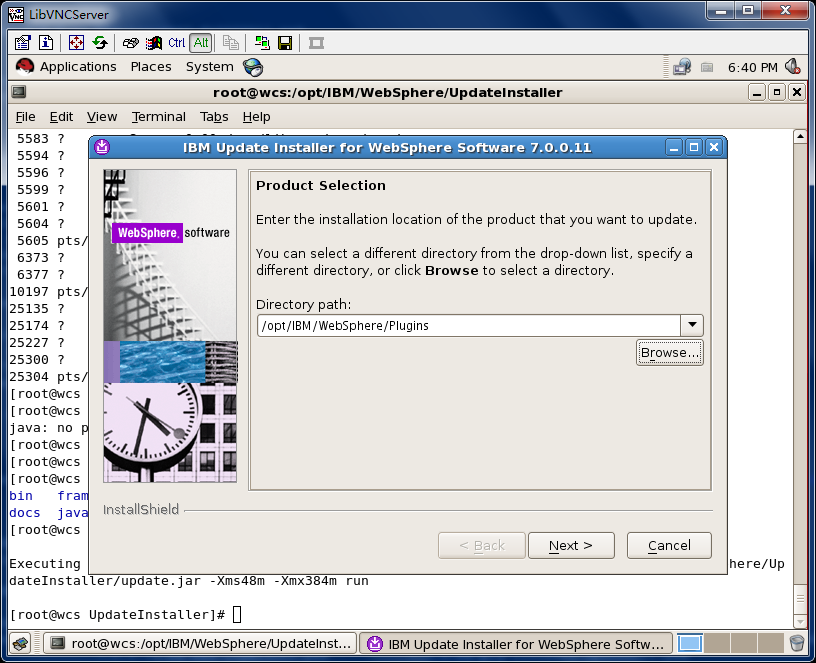 LibVNCServer
Ctrl Alt
Applications Places System
6:40 PM
root@wcs:/opt/IBM/WebSphere/UpdateInstaller
File Edit View Terminal Tabs Help
5583 ?
5594 ?
5596 ?
5599 ?
5601 ?
5604 ?
5605 pts/
6373 ?
6377 ?
10197 pts/
25135 ?
25174 ?
25227 ?
25300 ?
25304 pts/
[root@wcs
[root@wcs
java: no p
[root@wcs
[root@wcs
[root@wcs
bin fram
docs java
[root@wcs
IBM Update Installer for WebSphere Software 7.0.0.11
WebSphere. software
Product Selection
Enter the installation location of the product that you want to update.
You can select a different directory from the drop-down list, specify a
different directory, or click Browse to select a directory.
Directory path:
/opt/IBM/WebSphere/Plugins
Browse...
InstallShield
< Back Next > Cancel
Executing
here/Up
dateInstaller/update.jar -Xms48m -Xmx384m run
[root@wcs UpdateInstaller]#
root@wcs:/opt/IBM/WebSphere/UpdateInst...
IBM Update Installer for WebSphere Softw...